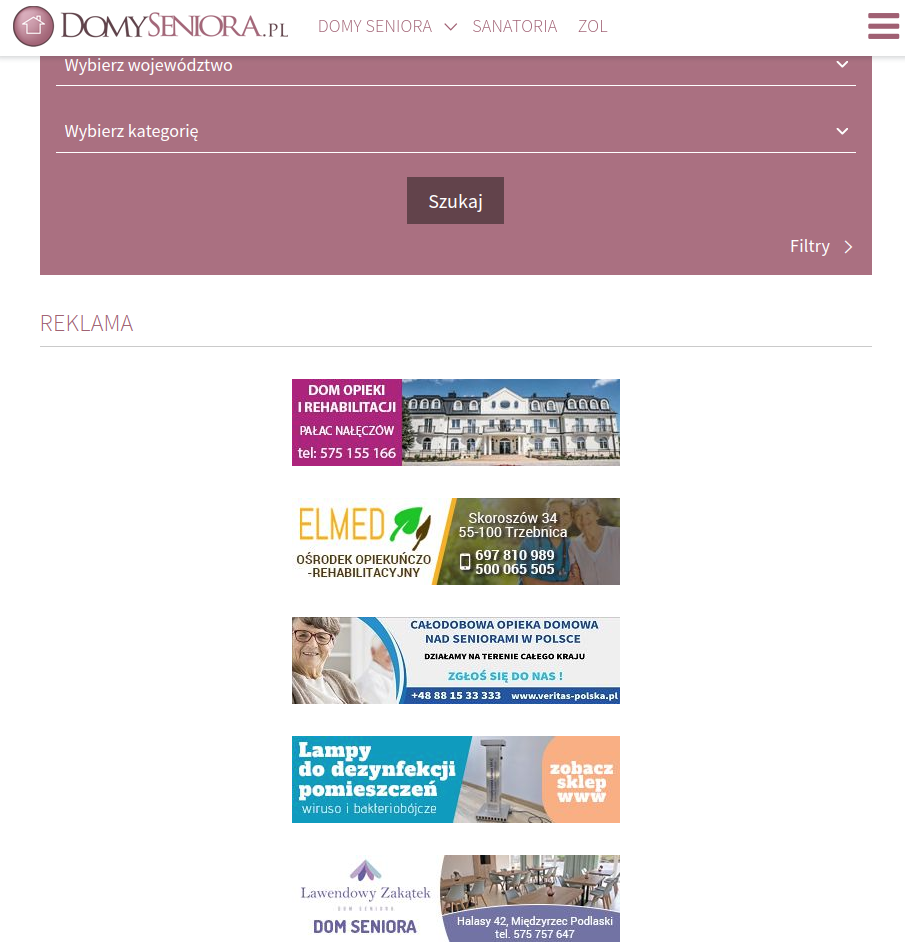 DOMYSENIORA.PL
DOMY SENIORA
SANATORIA
ZOL
Wybierz województwo
Wybierz kategorię
Szukaj
Filtry
REKLAMA
DOM OPIEKI
I REHABILITACJI
PAŁAC NAŁĘCZÓW
tel: 575 155 166
ELMED
OŚRODEK OPIEKUŃCZO
-REHABILITACYJNY
Skoroszów 34
55-100 Trzebnica
697 810 989
500 065 505
CAŁODOBOWA OPIEKA DOMOWA
NAD SENIORAMI W POLSCE
DZIAŁAMY NA TERENIE CAŁEGO KRAJU
ZGŁOŚ SIĘ DO NAS !
+48 88 15 33 333 www.veritas-polska.pl
Lampy
do dezynfekcji
pomieszczeń
wiruso i bakteriobójcze
zobacz
sklep
www
Lawendowy Zakątek
DOM SENIORA
DOM SENIORA
Halasy 42, Międzyrzec Podlaski
tel. 575 757 647